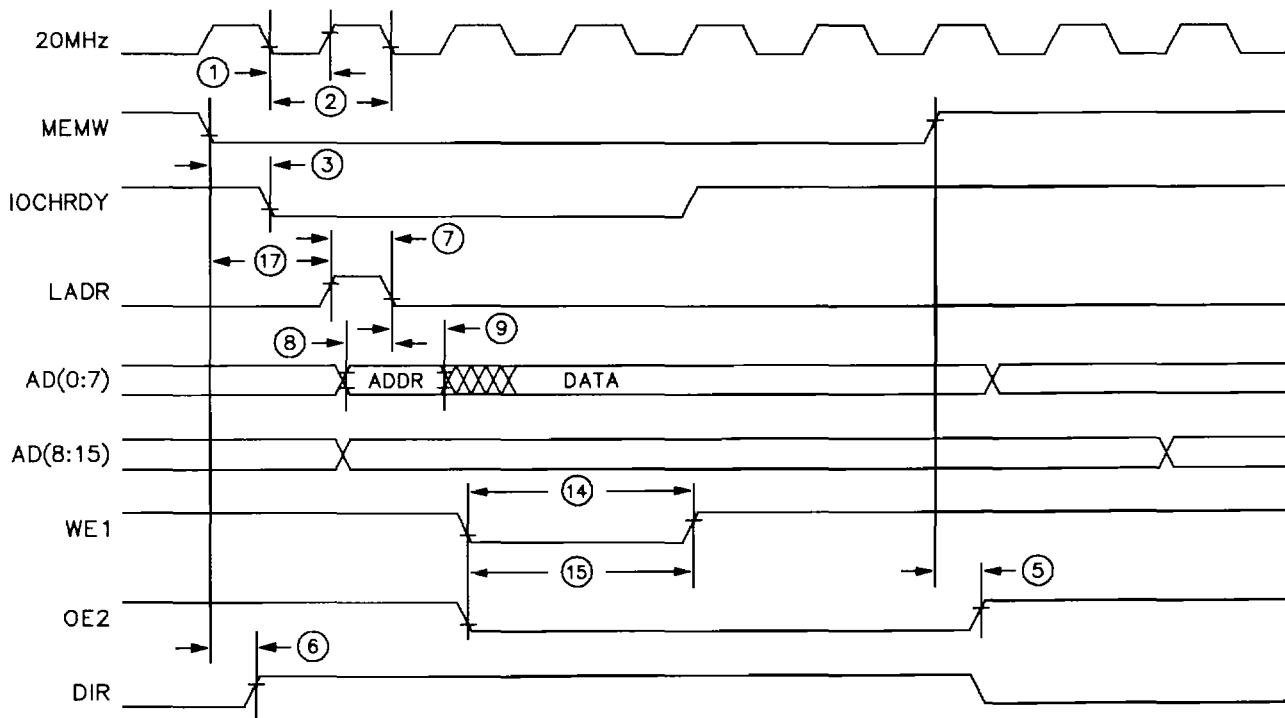 20MHz
1
2
MEMW
3
IOCHRDY
7
17
LADR
8
9
AD(0:7)
ADDR
DATA
AD(8:15)
14
WE1
15
5
OE2
6
DIR